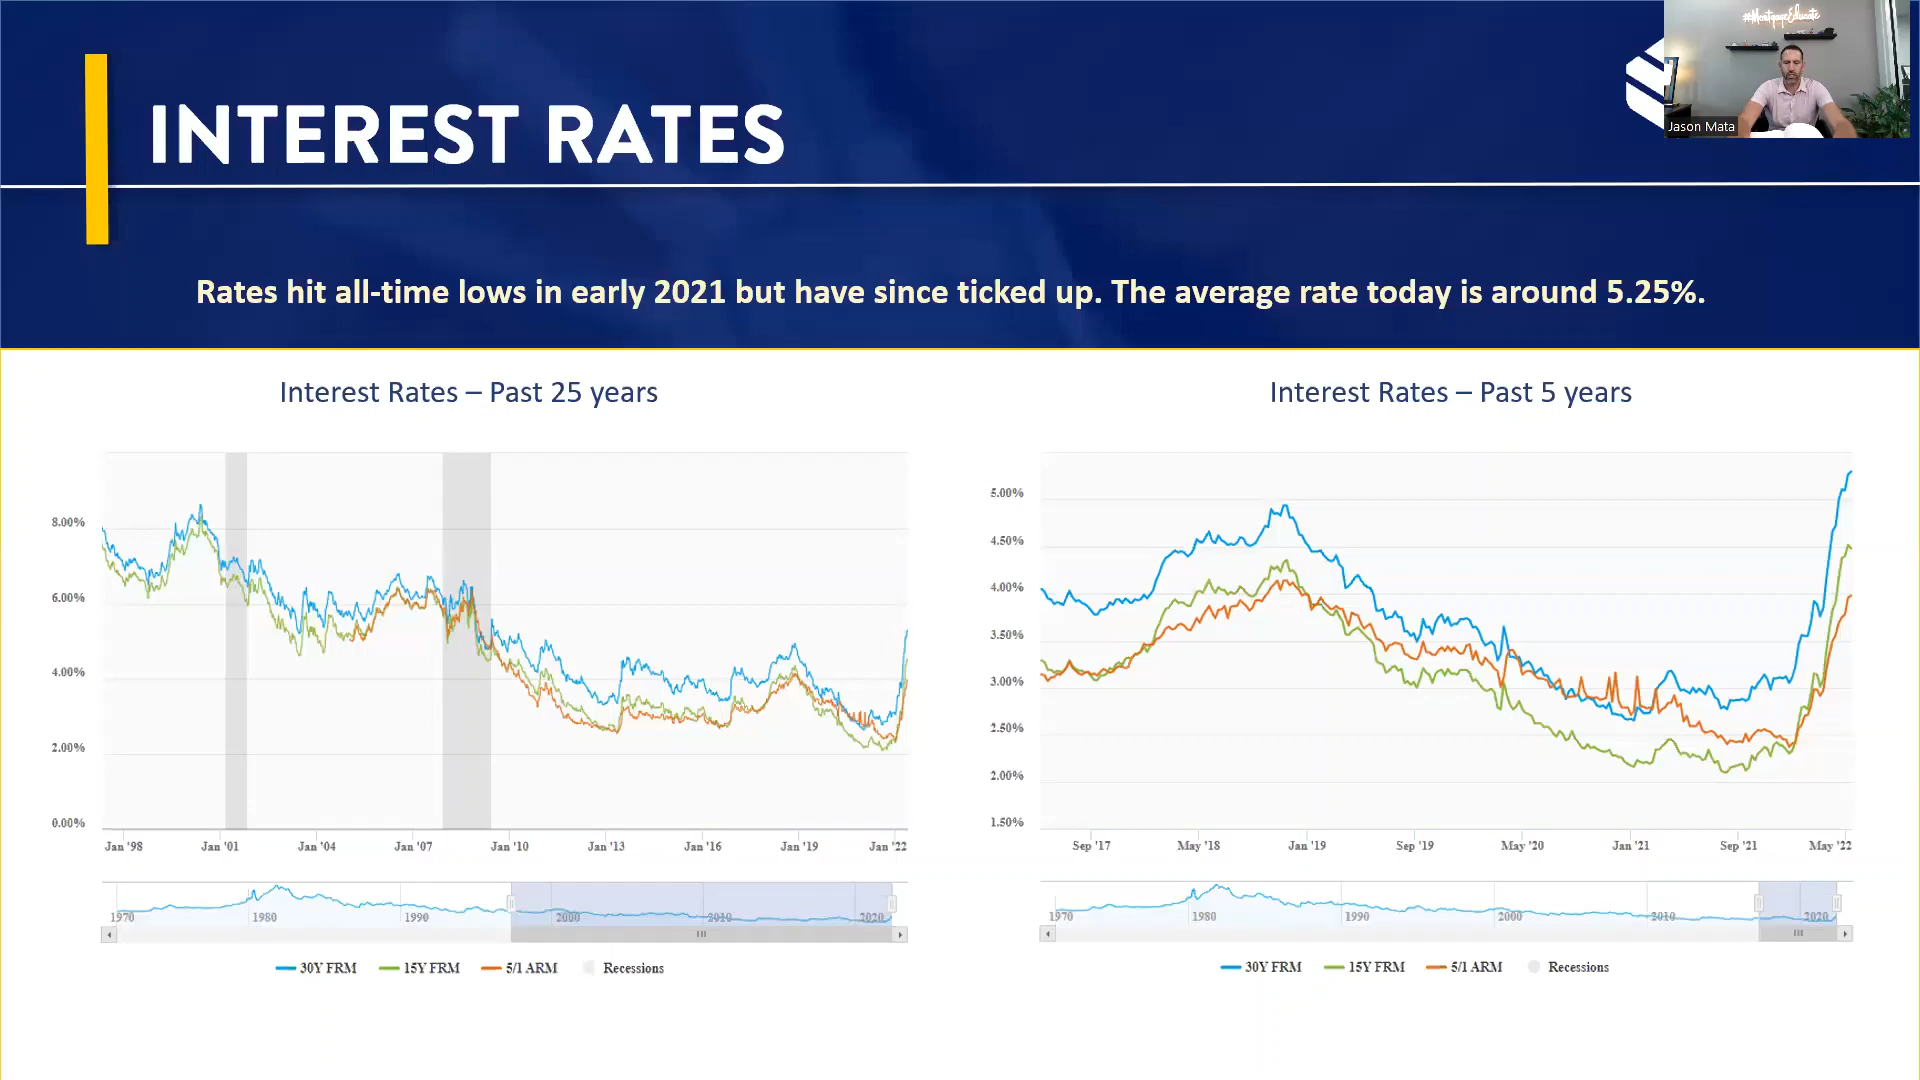 #MortgageEducate
Jason Mata
INTEREST RATES
Rates hit all-time lows in early 2021 but have since ticked up. The average rate today is around 5.25%.
Interest Rates – Past 25 years
8.00%
6.00%
4.00%
2.00%
0.00%
Jan '98 Jan '01 Jan '04 Jan '07 Jan '10 Jan '13 Jan '16 Jan '19 Jan '22
1970 1980 1990 2000 2010 2020
30Y FRM 15Y FRM 5/1 ARM Recessions
Interest Rates – Past 5 years
5.00%
4.50%
4.00%
3.50%
3.00%
2.50%
2.00%
1.50%
Sep '17 May '18 Jan '19 Sep '19 May '20 Jan '21 Sep '21 May '22
1970 1980 1990 2000 2010 2020
30Y FRM 15Y FRM 5/1 ARM Recessions